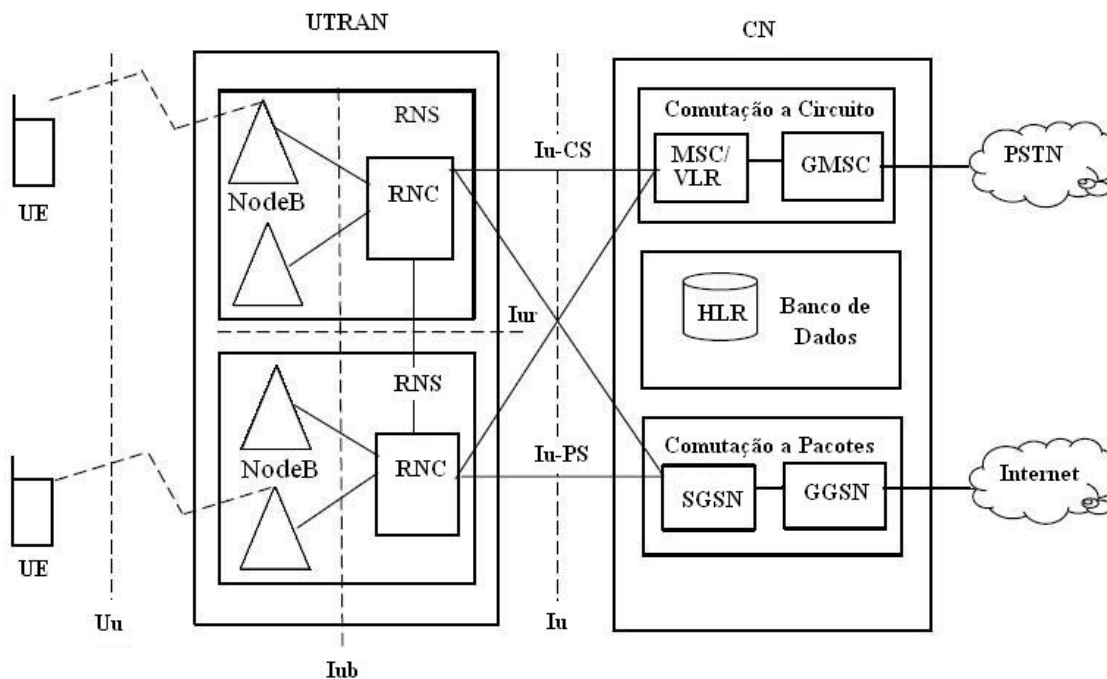 UTRAN
CN
RNS
Comutação a Circuito
Iu-CS
MSC/
VLR
GMSC
PSTN
NodeB
RNC
UE
Iur
HLR
Banco de
Dados
RNS
NodeB
RNC
Iu-PS
Comutação a Pacotes
SGSN
GGSN
Internet
UE
Uu
Iu
Iub